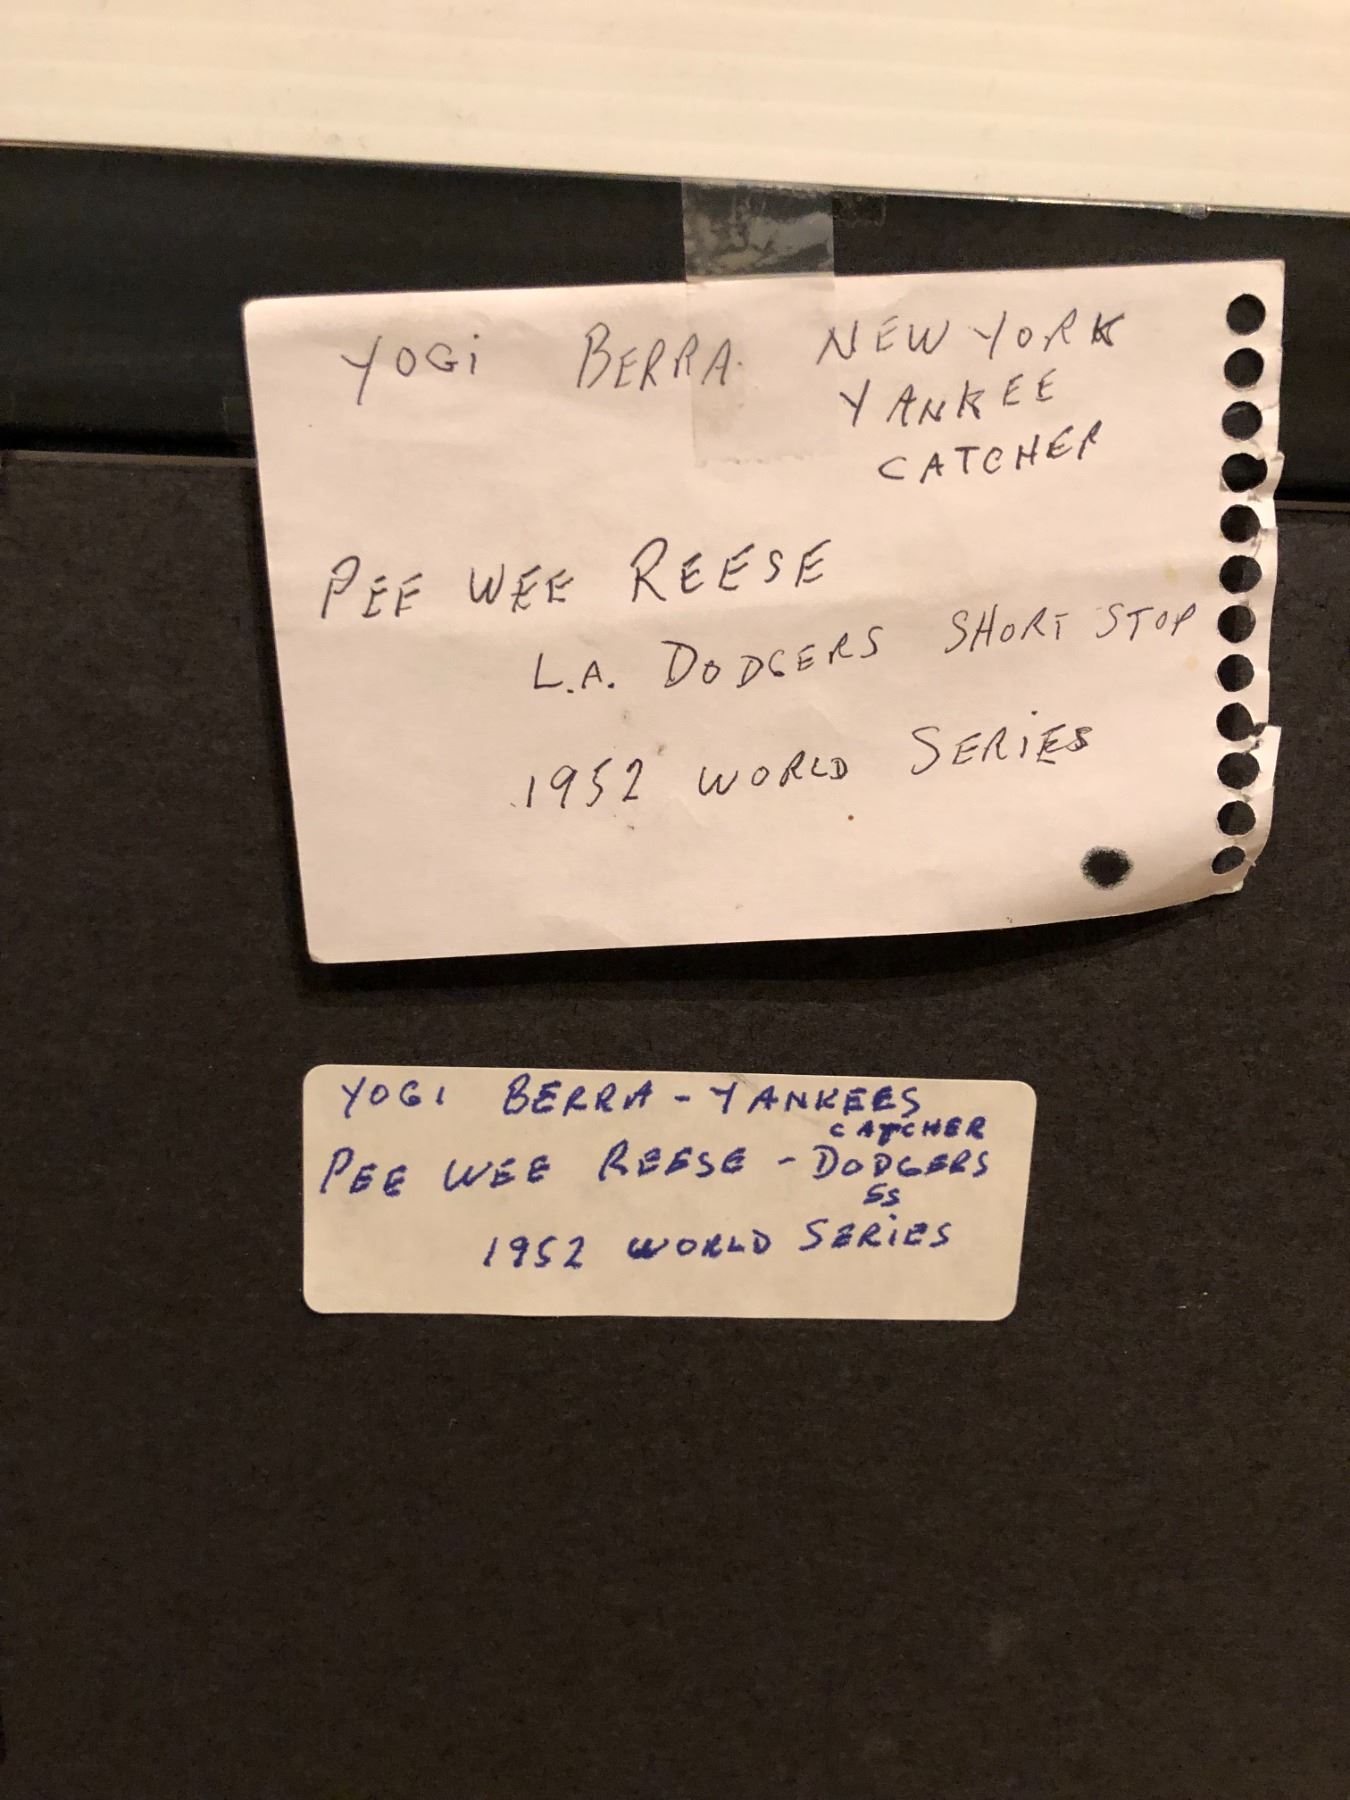 YOGi BERRA NEW YORK
YANKEE
CATCHER
PEE WEE REESE
L.A. DODGERS SHORT STOP
1952 WORLD SERiES
YOGI BERRA - YANKEES
CATCHER
PEE WEE REESE - DODGERS
SS
1952 WORLD SERiES